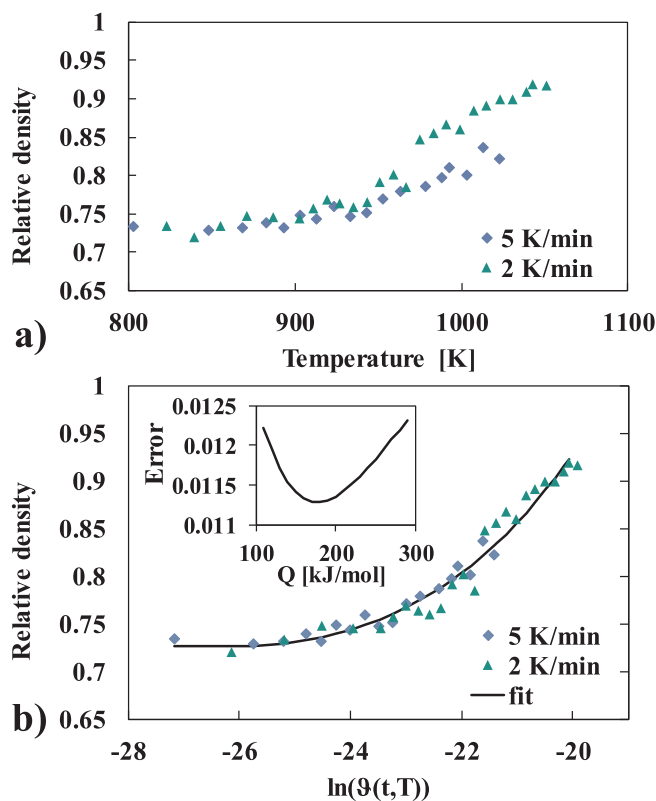 1
0.95
0.9
0.85
0.8
0.75
0.7
0.65
Relative density
5 K/min
2 K/min
800 900 1000 1100
a)
Temperature [K]
1
0.95
0.9
0.85
0.8
0.75
0.7
0.65
Relative density
0.0125
0.012
0.0115
0.011
Error
100 200 300
Q [kJ/mol]
5 K/min
2 K/min
fit
b)
-28 -26 -24 -22 -20
ln(ϑ(t,T))